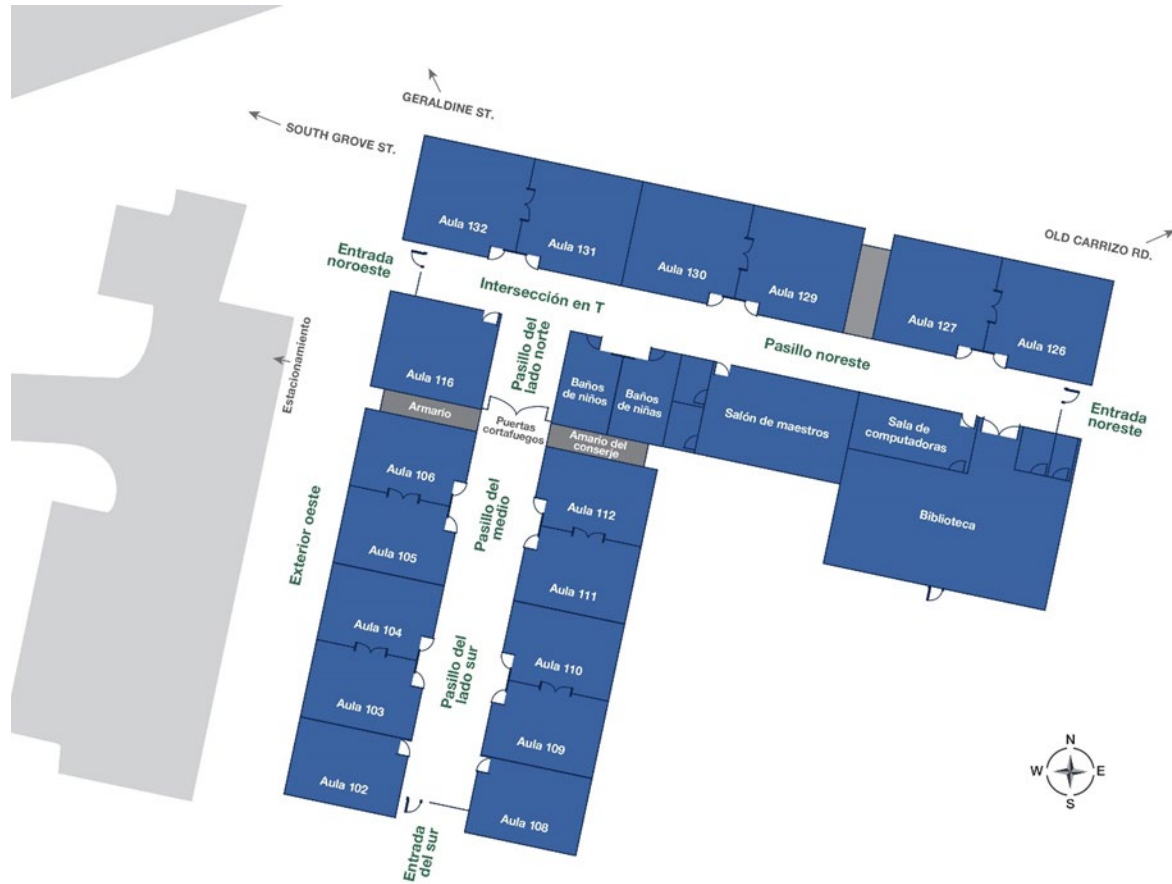 GERALDINE ST.
SOUTH GROVE ST.
OLD CARRIZO RD.
Aula 132
Aula 131
Aula 130
Aula 129
Aula 127
Aula 126
Entrada
noroeste
Intersección en T
Pasillo noreste
Entrada
noreste
Estacionamiento
Aula 116
Pasillo del
lado norte
Baños
de niños
Baños
de niñas
Salón de maestros
Sala de
computadoras
Armario
Puertas
cortafuegos
Amario del
conserje
Biblioteca
Aula 106
Aula 112
Pasillo del
medio
Exterior oeste
Aula 105
Aula 111
Aula 104
Aula 110
Pasillo del
lado sur
Aula 103
Aula 109
Aula 102
Aula 108
Entrada
del sur
N
W
E
S